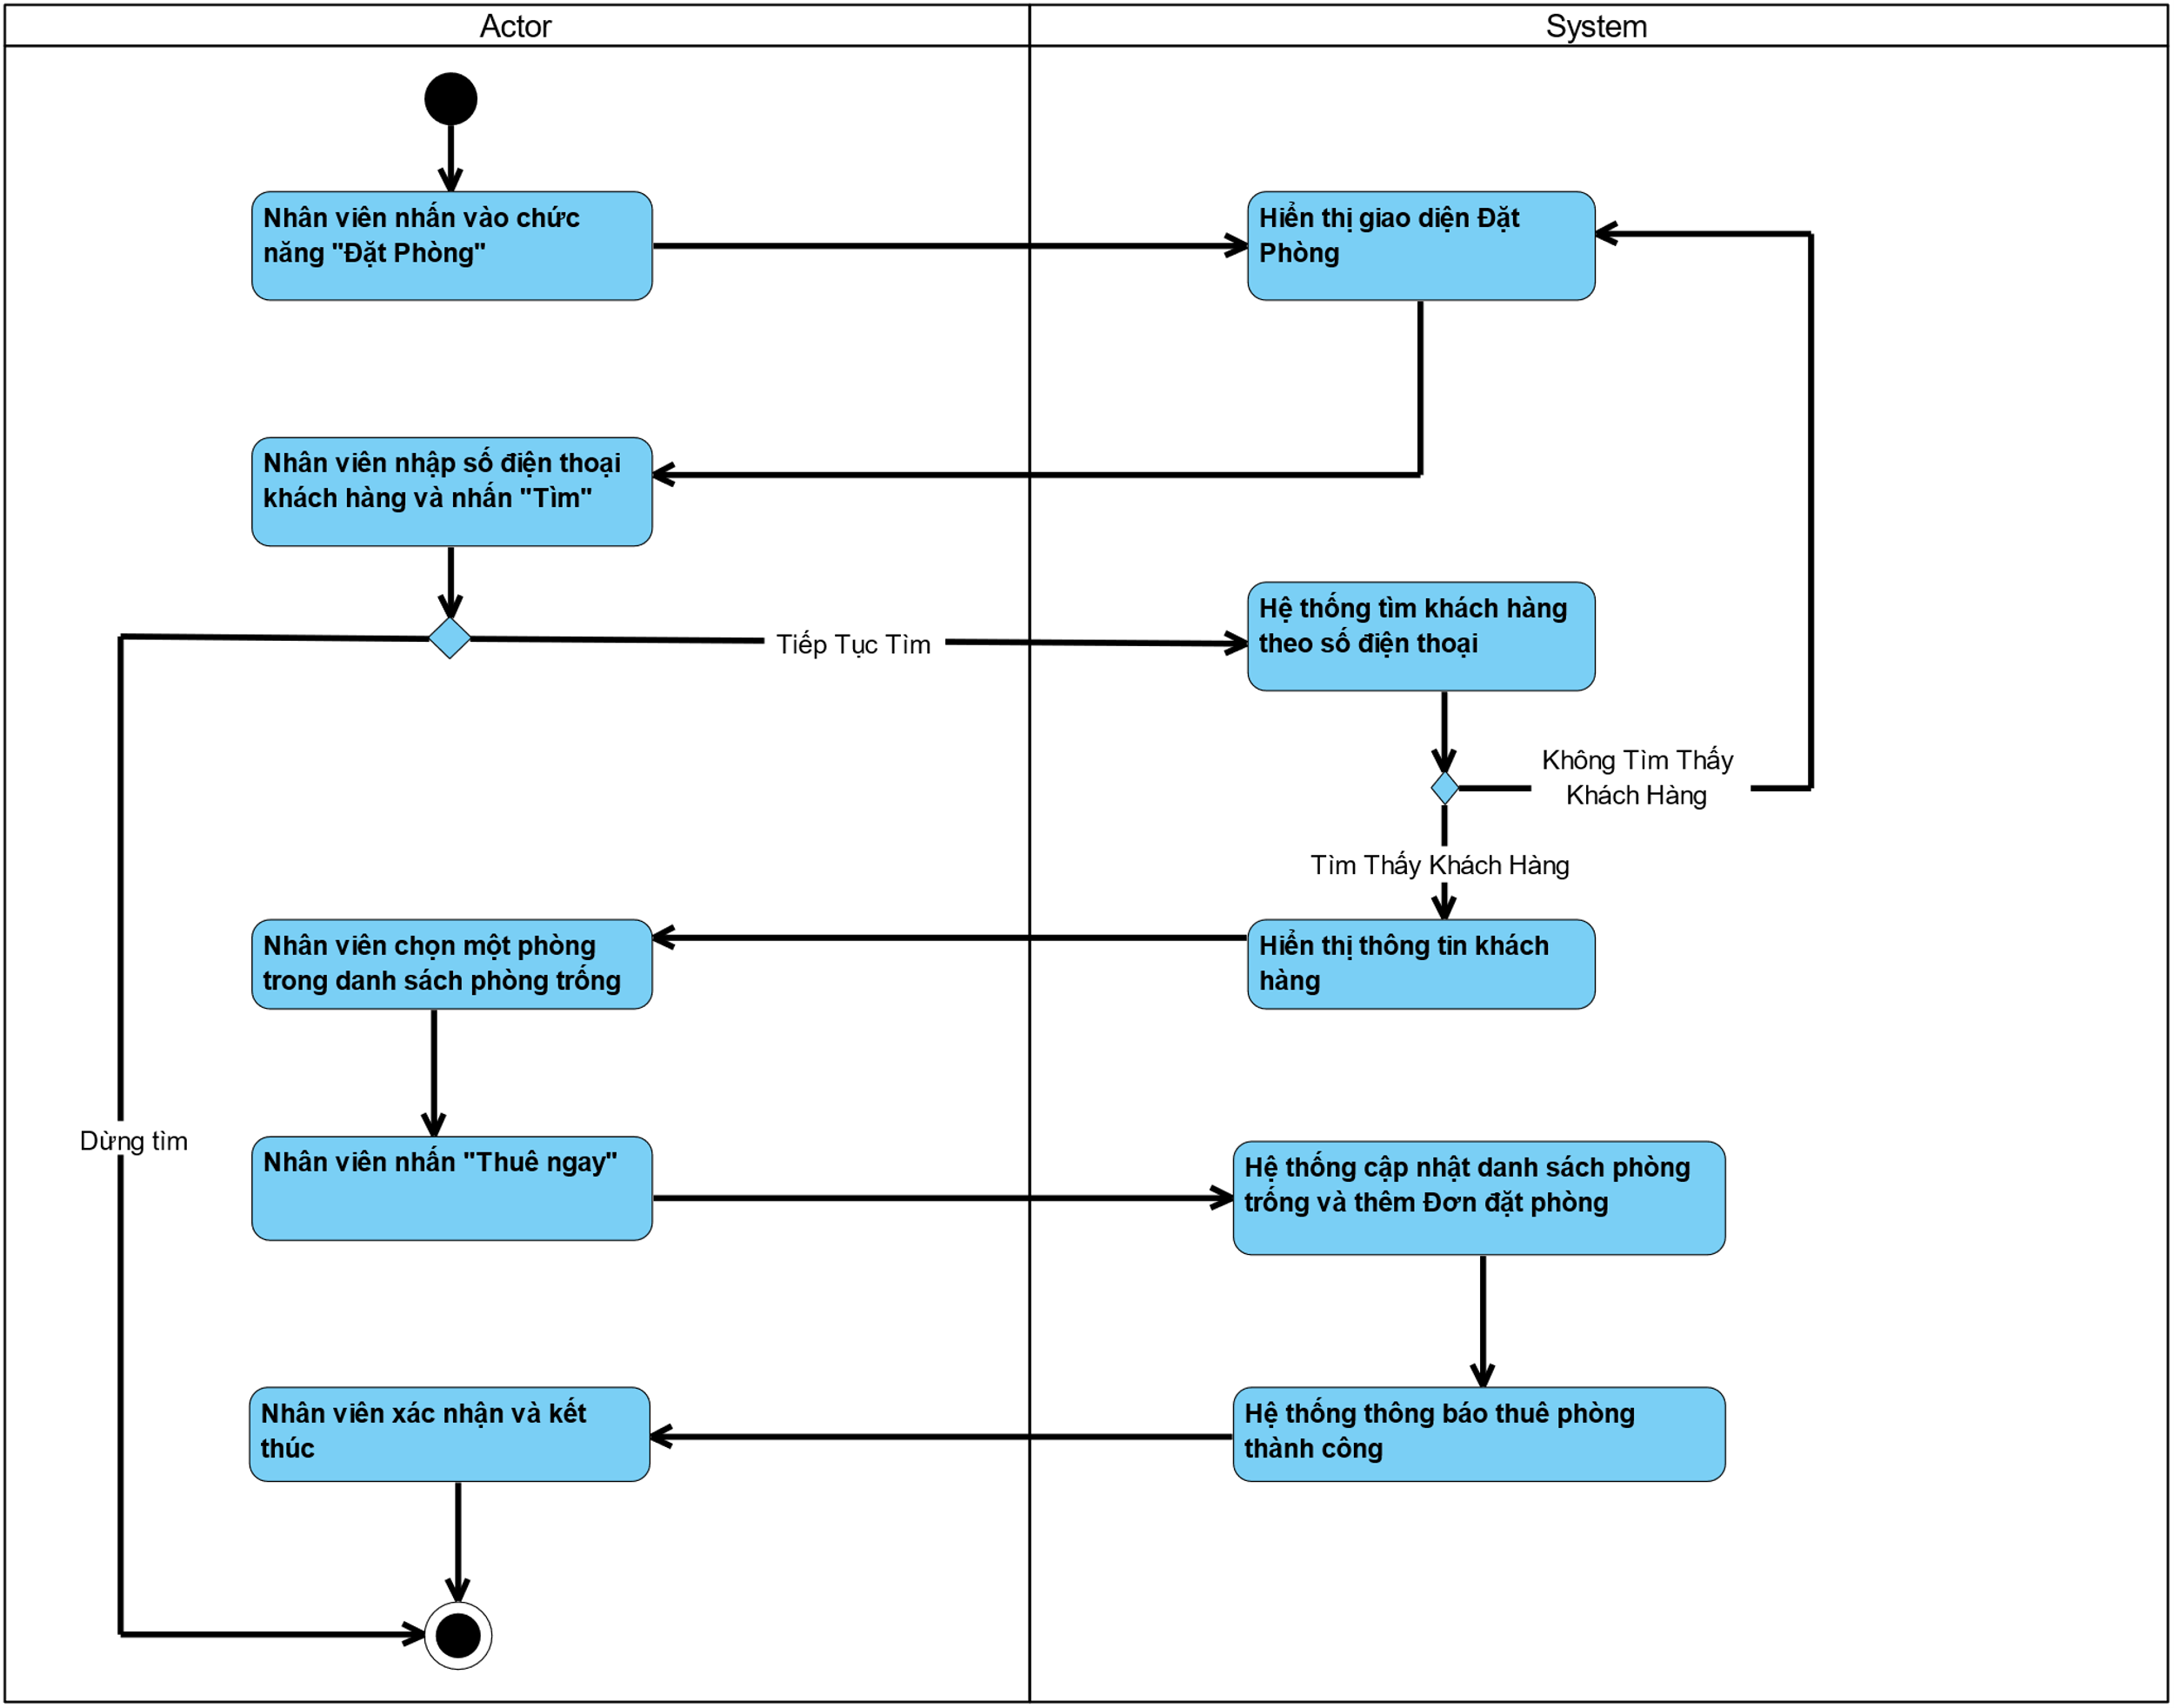 Actor
System
Nhân viên nhấn vào chức
năng "Đặt Phòng"
Hiển thị giao diện Đặt
Phòng
Nhân viên nhập số điện thoại
khách hàng và nhấn "Tìm"
Tiếp Tục Tìm
Hệ thống tìm khách hàng
theo số điện thoại
Không Tìm Thấy
Khách Hàng
Tìm Thấy Khách Hàng
Nhân viên chọn một phòng
trong danh sách phòng trống
Hiển thị thông tin khách
hàng
Dừng tìm
Nhân viên nhấn "Thuê ngay"
Hệ thống cập nhật danh sách phòng
trống và thêm Đơn đặt phòng
Nhân viên xác nhận và kết
thúc
Hệ thống thông báo thuê phòng
thành công